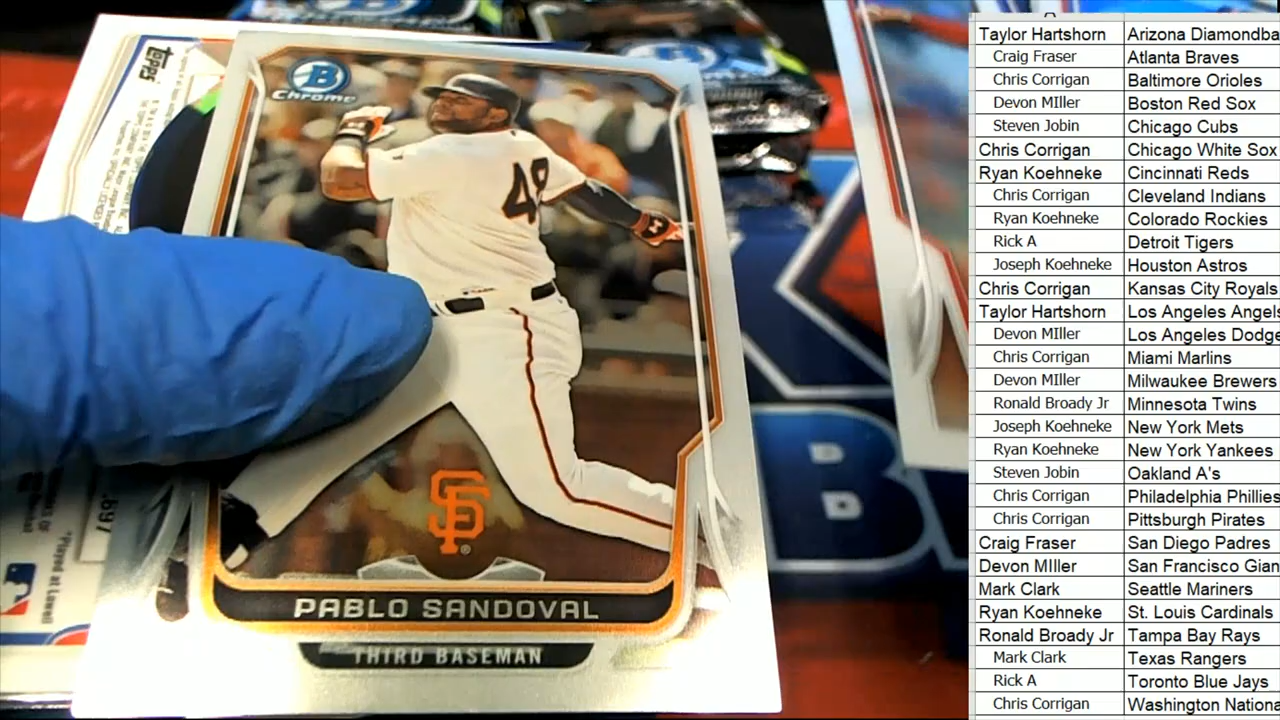 topps
B
Chrome
48
SF
PABLO SANDOVAL
THIRD BASEMAN
B
Taylor Hartshorn Arizona Diamondba
Craig Fraser Atlanta Braves
Chris Corrigan Baltimore Orioles
Devon MIller Boston Red Sox
Steven Jobin Chicago Cubs
Chris Corrigan Chicago White Sox
Ryan Koehneke Cincinnati Reds
Chris Corrigan Cleveland Indians
Ryan Koehneke Colorado Rockies
Rick A Detroit Tigers
Joseph Koehneke Houston Astros
Chris Corrigan Kansas City Royals
Taylor Hartshorn Los Angeles Angels
Devon MIller Los Angeles Dodge
Chris Corrigan Miami Marlins
Devon MIller Milwaukee Brewers
Ronald Broady Jr Minnesota Twins
Joseph Koehneke New York Mets
Ryan Koehneke New York Yankees
Steven Jobin Oakland A's
Chris Corrigan Philadelphia Phillies
Chris Corrigan Pittsburgh Pirates
Craig Fraser San Diego Padres
Devon MIller San Francisco Gian
Mark Clark Seattle Mariners
Ryan Koehneke St. Louis Cardinals
Ronald Broady Jr Tampa Bay Rays
Mark Clark Texas Rangers
Rick A Toronto Blue Jays
Chris Corrigan Washington Nationa